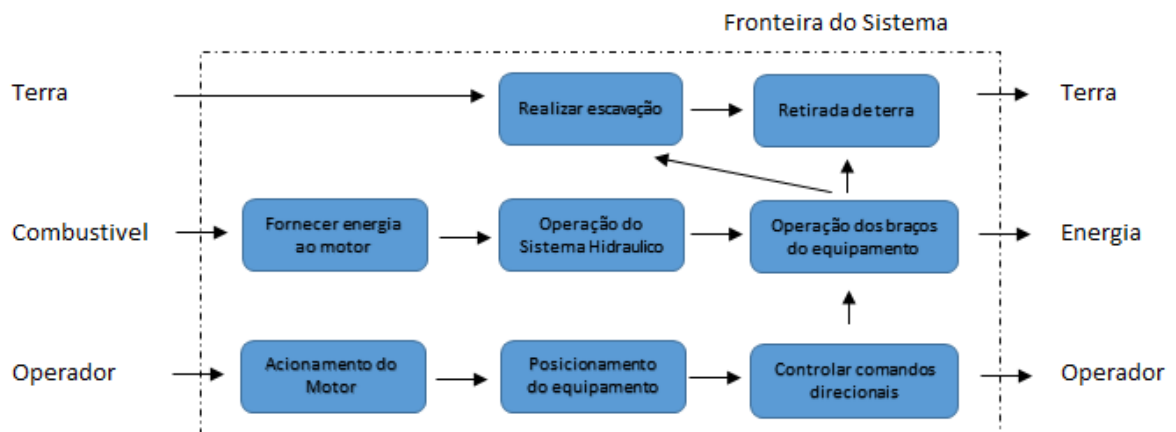 Fronteira do Sistema
Terra
Realizar escavação
Retirada de terra
Terra
Combustivel
Fornecer energia
ao motor
Operação do
Sistema Hidraulico
Operação dos braços
do equipamento
Energia
Operador
Acionamento do
Motor
Posicionamento
do equipamento
Controlar comandos
direcionais
Operador